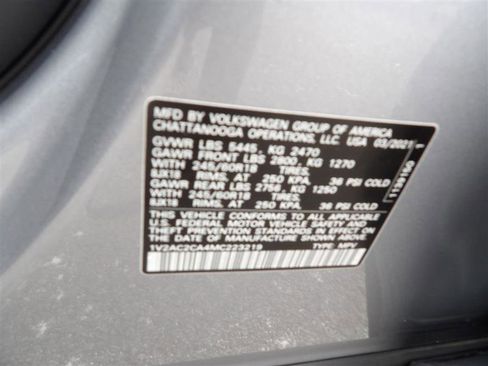 MFD BY VOLKSWAGEN GROUP OF AMERICA
CHATTANOOGA OPERATIONS, LLC. USA 03/2021
GVWR LBS 5445, KG 2470
GAWR FRONT LBS 2800, KG 1270
WITH 245/60R18 TIRES,
8JX18 RIMS, AT 250 KPA, 36 PSI COLD
GAWR REAR LBS 2756, KG 1250
WITH 245/60R18 TIRES,
8JX18 RIMS, AT 250 KPA, 36 PSI COLD
THIS VEHICLE CONFORMS TO ALL APPLICABLE
U.S. FEDERAL MOTOR VEHICLE SAFETY AND
THEFT PREVENTION STANDARDS IN EFFECT ON
THE DATE OF MANUFACTURE SHOWN ABOVE.
1V2AC2CA4MC223219 TYPE: MPV